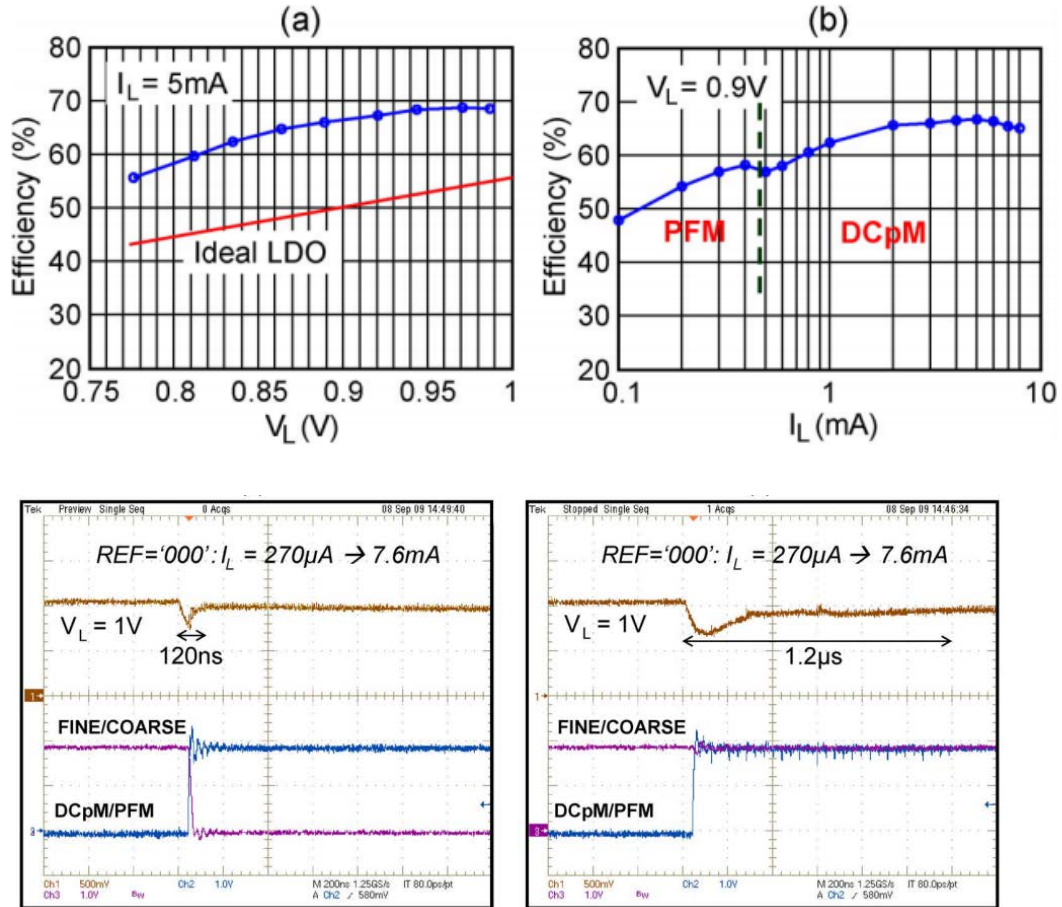 (a)
80
70
60
50
40
30
20
Efficiency (%)
I_L = 5mA
Ideal LDO
0.75 0.8 0.85 0.9 0.95 1
V_L (V)
(b)
80
70
60
50
40
30
20
Efficiency (%)
V_L = 0.9V
PFM
DCpM
0.1 1 10
I_L (mA)
Tek Preview Single Seq 0 Acqs 08 Sep 09 14:49:40
REF='000': I_L = 270µA → 7.6mA
V_L = 1V
120ns
1
FINE/COARSE
DCpM/PFM
Ch1 500mV Ch2 1.0V M 200ns 1.25GS/s IT 80.0ps/pt
Ch3 1.0V Bw A Ch2 / 580mV
Tek Stopped Single Seq 1 Acqs 08 Sep 09 14:46:34
REF='000': I_L = 270µA → 7.6mA
V_L = 1V
1.2µs
1
FINE/COARSE
DCpM/PFM
3
Ch1 500mV Ch2 1.0V M 200ns 1.25GS/s IT 80.0ps/pt
Ch3 1.0V Bw A Ch2 / 580mV